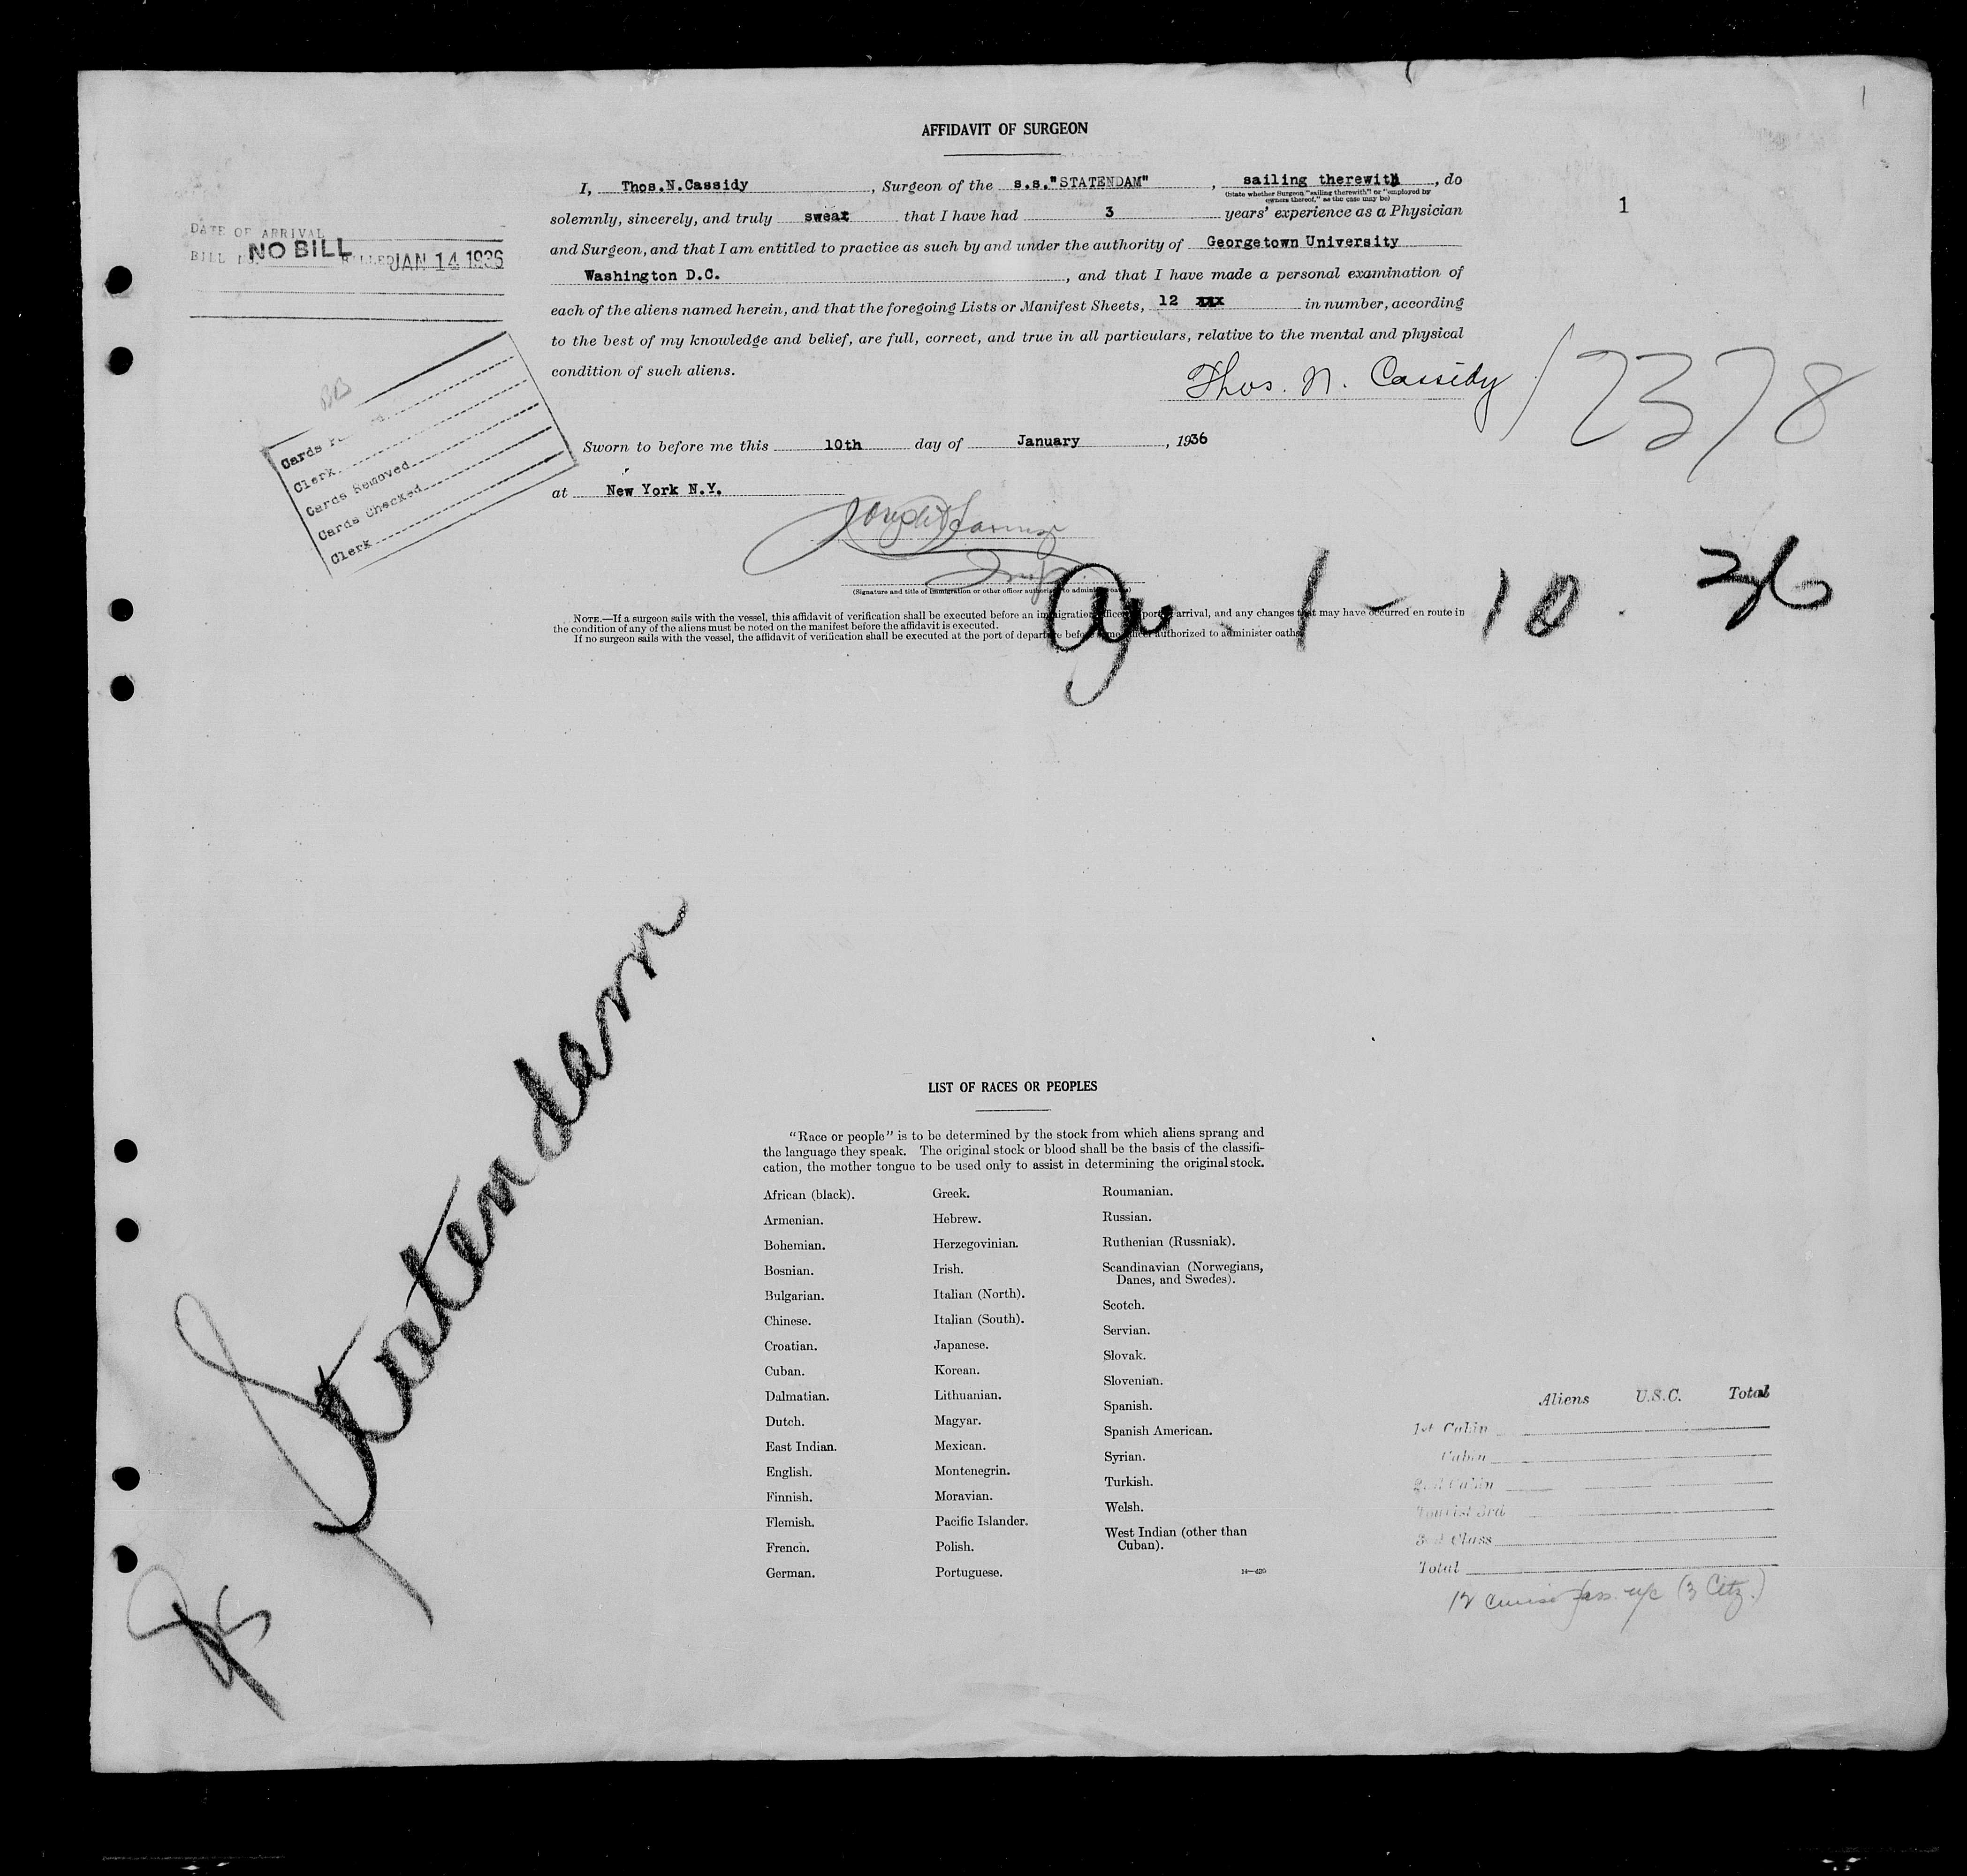 1
AFFIDAVIT OF SURGEON
I, Thos.N.Cassidy, Surgeon of the s.s."STATENDAM", sailing therewith, do
(State whether Surgeon "sailing therewith" or "employed by
owners thereof," as the case may be)
1
solemnly, sincerely, and truly swear that I have had 3 years' experience as a Physician
and Surgeon, and that I am entitled to practice as such by and under the authority of Georgetown University
Washington D.C., and that I have made a personal examination of
each of the aliens named herein, and that the foregoing Lists or Manifest Sheets, 12 xxx in number, according
to the best of my knowledge and belief, are full, correct, and true in all particulars, relative to the mental and physical
condition of such aliens.
Thos. N. Cassidy
DATE OF ARRIVAL
BILL NO. NO BILL JAN 14 1936
Cards
Clerk
Cards Removed
Cards Checked
Clerk
Sworn to before me this 10th day of January, 1936
at New York N.Y.
(Signature and title of immigration or other officer authorized to administer oaths)
1 - 10 36
NOTE.—If a surgeon sails with the vessel, this affidavit of verification shall be executed before an immigration officer at port of arrival, and any changes that may have occurred en route in
the condition of any of the aliens must be noted on the manifest before the affidavit is executed.
If no surgeon sails with the vessel, the affidavit of verification shall be executed at the port of departure before some officer authorized to administer oaths.
Statendam
LIST OF RACES OR PEOPLES
"Race or people" is to be determined by the stock from which aliens sprang and
the language they speak. The original stock or blood shall be the basis of the classifi-
cation, the mother tongue to be used only to assist in determining the original stock.
African (black).
Armenian.
Bohemian.
Bosnian.
Bulgarian.
Chinese.
Croatian.
Cuban.
Dalmatian.
Dutch.
East Indian.
English.
Finnish.
Flemish.
French.
German.
Greek.
Hebrew.
Herzegovinian.
Irish.
Italian (North).
Italian (South).
Japanese.
Korean.
Lithuanian.
Magyar.
Mexican.
Montenegrin.
Moravian.
Pacific Islander.
Polish.
Portuguese.
Roumanian.
Russian.
Ruthenian (Russniak).
Scandinavian (Norwegians,
Danes, and Swedes).
Scotch.
Servian.
Slovak.
Slovenian.
Spanish.
Spanish American.
Syrian.
Turkish.
Welsh.
West Indian (other than
Cuban).
14—420
Aliens U.S.C. Total
1st Cabin
Cabin
2nd Cabin
Tourist 3rd
3rd Class
Total
12 cruise pass. (3 Citz.)